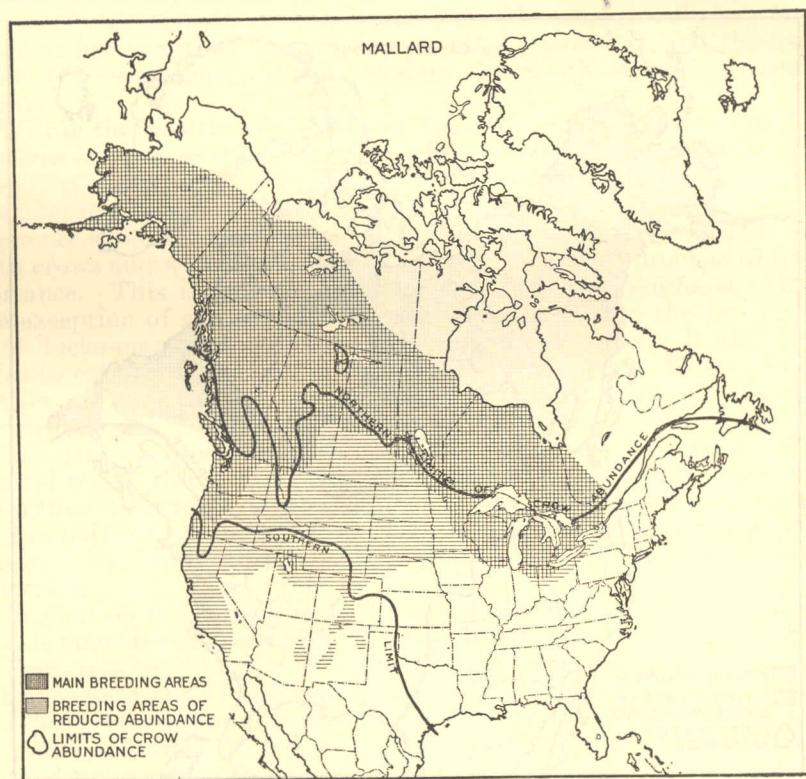 MALLARD
NORTHERN LIMIT OF CROW ABUNDANCE
SOUTHERN LIMIT
MAIN BREEDING AREAS
BREEDING AREAS OF
REDUCED ABUNDANCE
LIMITS OF CROW
ABUNDANCE